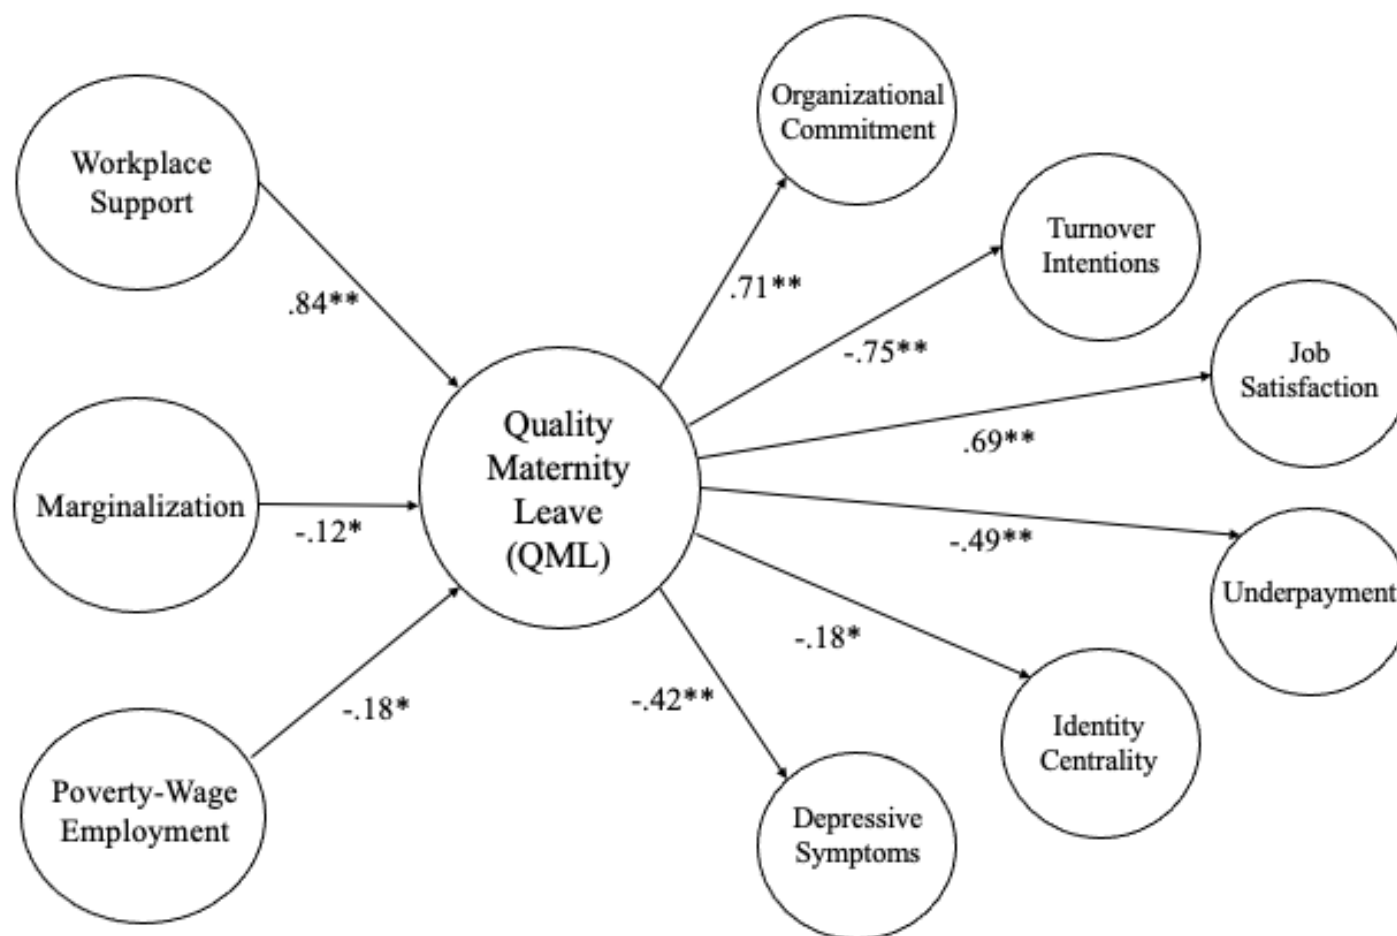 Workplace
Support
.84**
Marginalization
-.12*
Poverty-Wage
Employment
-.18*
Quality
Maternity
Leave
(QML)
Organizational
Commitment
.71**
Turnover
Intentions
-.75**
Job
Satisfaction
.69**
Underpayment
-.49**
Identity
Centrality
-.18*
Depressive
Symptoms
-.42**